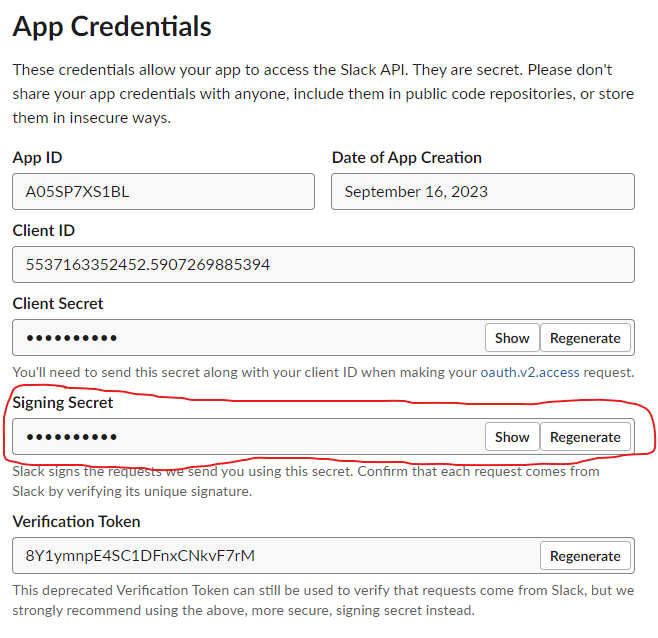 App Credentials
These credentials allow your app to access the Slack API. They are secret. Please don't
share your app credentials with anyone, include them in public code repositories, or store
them in insecure ways.
App ID
Date of App Creation
A05SP7XS1BL
September 16, 2023
Client ID
5537163352452.5907269885394
Client Secret
••••••••••
Show
Regenerate
You'll need to send this secret along with your client ID when making your oauth.v2.access request.
Signing Secret
••••••••••
Show
Regenerate
Slack signs the requests we send you using this secret. Confirm that each request comes from
Slack by verifying its unique signature.
Verification Token
8Y1ymnpE4SC1DFnxCNkvF7rM
Regenerate
This deprecated Verification Token can still be used to verify that requests come from Slack, but we
strongly recommend using the above, more secure, signing secret instead.